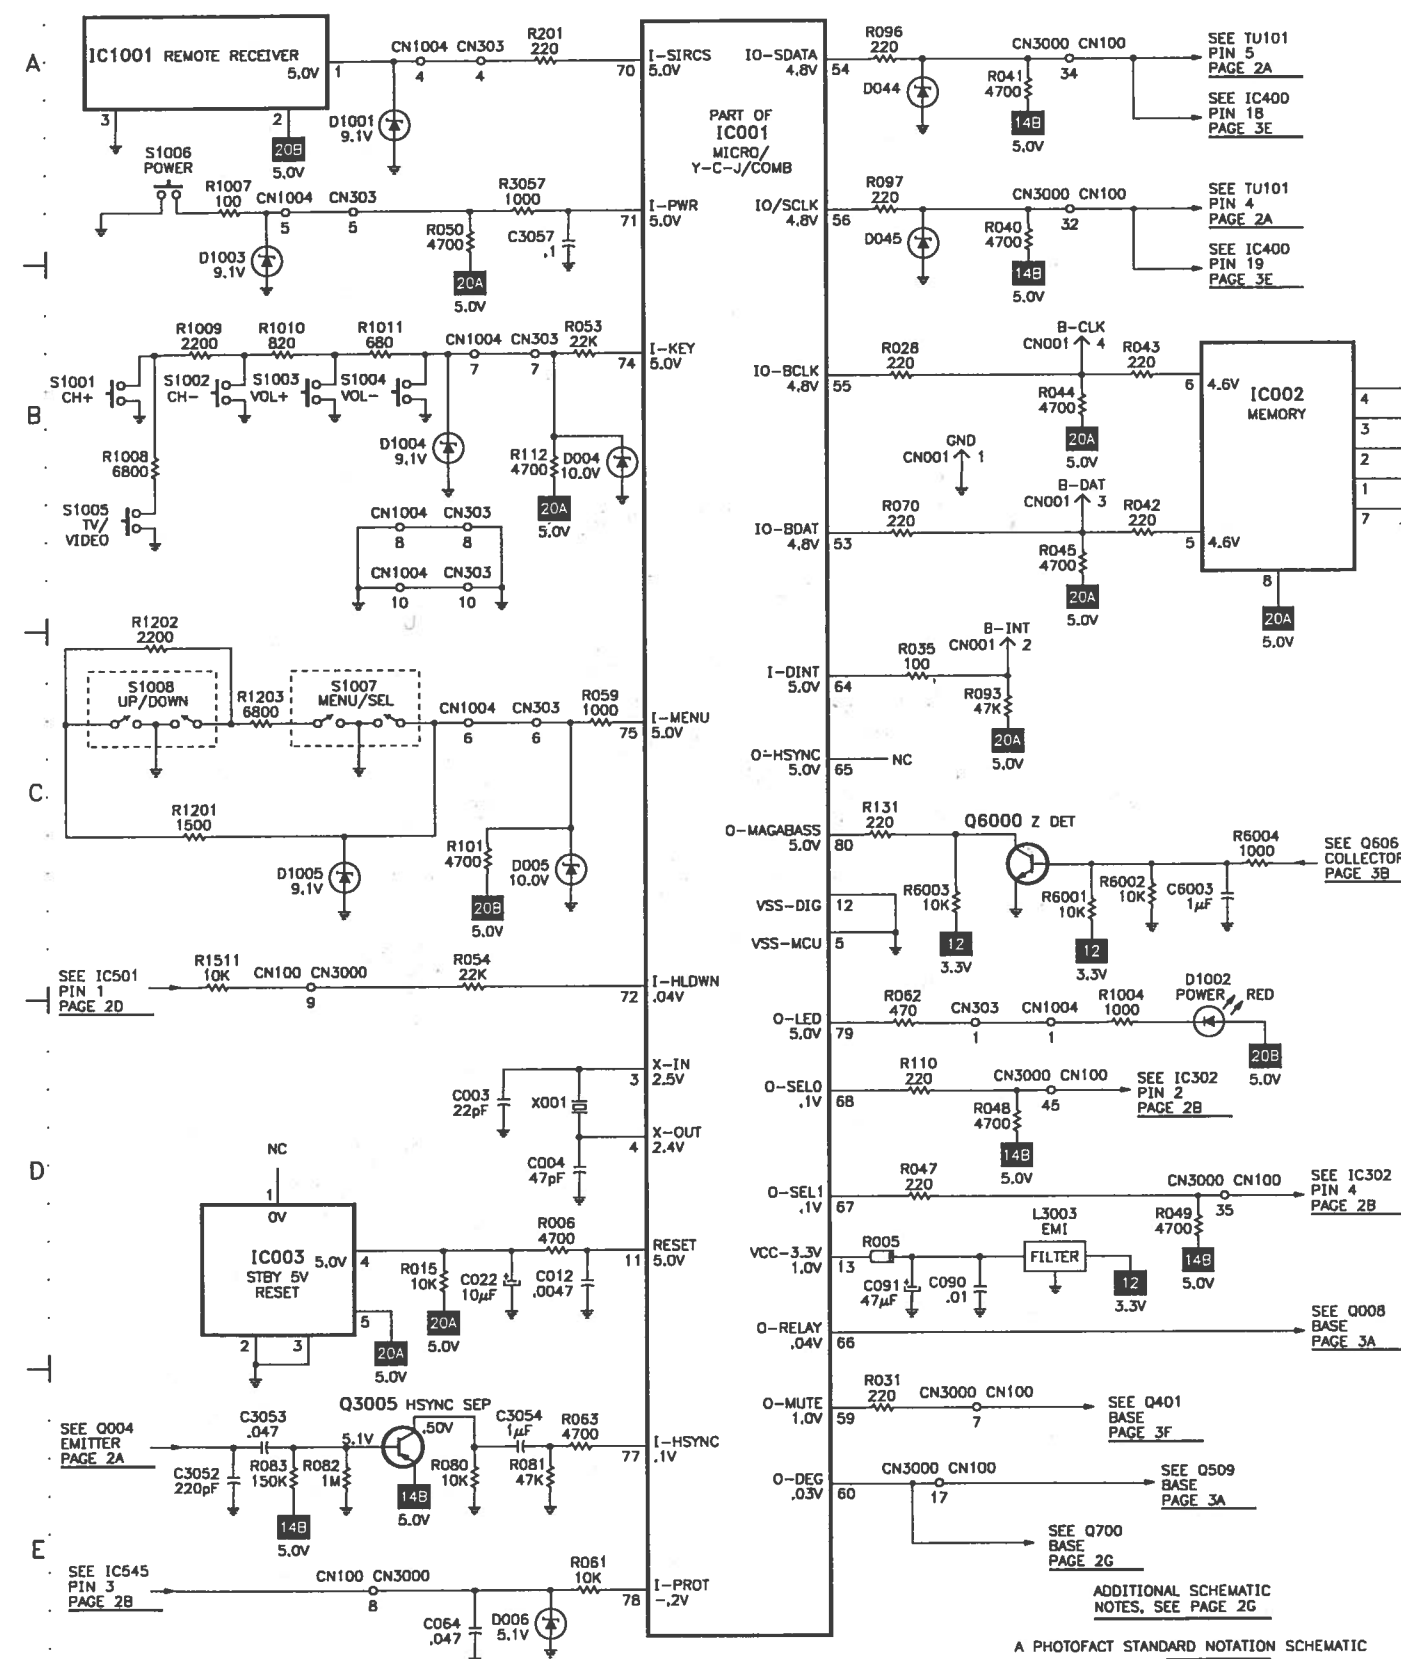 A
IC1001 REMOTE RECEIVER
5.0V
1
3
2
20B
5.0V
CN1004 CN303
4 4
R201
220
D1001
9.1V
I-SIRCS
70 5.0V
S1006
POWER
R1007
100
CN1004 CN303
5 5
R3057
1000
D1003
9.1V
R050
4700
C3057
.1
20A
5.0V
I-PWR
71 5.0V
PART OF
IC001
MICRO/
Y-C-J/COMB
IO-SDATA
4.8V 54
R096
220
D044
R041
4700
14B
5.0V
CN3000 CN100
34
SEE TU101
PIN 5
PAGE 2A
SEE IC400
PIN 18
PAGE 3E
IO/SCLK
4.8V 56
R097
220
D045
R040
4700
14B
5.0V
CN3000 CN100
32
SEE TU101
PIN 4
PAGE 2A
SEE IC400
PIN 19
PAGE 3E
B
R1009
2200
R1010
820
R1011
680
CN1004 CN303
7 7
R053
22K
I-KEY
74 5.0V
S1001
CH+
S1002
CH-
S1003
VOL+
S1004
VOL-
R1008
6800
S1005
TV/
VIDEO
D1004
9.1V
R112
4700
D004
10.0V
20A
5.0V
CN1004 CN303
8 8
CN1004 CN303
10 10
IO-BCLK
4.8V 55
R028
220
B-CLK
CN001 4
R043
220
R044
4700
20A
5.0V
GND
CN001 1
B-DAT
CN001 3
IO-BDAT
4.8V 53
R070
220
R042
220
R045
4700
20A
5.0V
6 4.6V
IC002
MEMORY
5 4.6V
4
3
2
1
7
8
20A
5.0V
R1202
2200
S1008
UP/DOWN
R1203
6800
S1007
MENU/SEL
CN1004 CN303
6 6
R059
1000
I-MENU
75 5.0V
C
R1201
1500
D1005
9.1V
R101
4700
D005
10.0V
20B
5.0V
I-DINT
5.0V 64
R035
100
B-INT
CN001 2
R093
47K
20A
5.0V
O-HSYNC
5.0V 65
NC
O-MAGABASS
5.0V 80
R131
220
Q6000 Z DET
R6003
10K
12
3.3V
R6001
10K
12
3.3V
R6002
10K
C6003
1µF
R6004
1000
SEE Q606
COLLECTOR
PAGE 3B
VSS-DIG 12
VSS-MCU 5
SEE IC501
PIN 1
PAGE 2D
R1511
10K
CN100 CN3000
9
R054
22K
I-HLDWN
72 .04V
O-LED
5.0V 79
R062
470
CN303 CN1004
1 1
R1004
1000
D1002
POWER
RED
20B
5.0V
X-IN
3 2.5V
C003
22pF
X001
X-OUT
4 2.4V
C004
47pF
O-SEL0
.1V 68
R110
220
R048
4700
14B
5.0V
CN3000 CN100
45
SEE IC302
PIN 2
PAGE 2B
D
NC
1
0V
IC003
STBY 5V
RESET
5.0V 4
5
2 3
20A
5.0V
R015
10K
20A
5.0V
C022
10µF
R006
4700
C012
.0047
RESET
11 5.0V
O-SEL1
.1V 67
R047
220
CN3000 CN100
35
R049
4700
14B
5.0V
SEE IC302
PIN 4
PAGE 2B
VCC-3.3V
1.0V 13
R005
C091
47µF
C090
.01
L3003
EMI
FILTER
12
3.3V
O-RELAY
.04V 66
SEE Q008
BASE
PAGE 3A
Q3005 HSYNC SEP
SEE Q004
EMITTER
PAGE 2A
C3053
.047
C3052
220pF
R083
150K
14B
5.0V
R082
1M
5.1V
.50V
14B
5.0V
R080
10K
C3054
1µF
R081
47K
R063
4700
I-HSYNC
77 .1V
O-MUTE
1.0V 59
R031
220
CN3000 CN100
7
SEE Q401
BASE
PAGE 3F
O-DEG
.03V 60
CN3000 CN100
17
SEE Q509
BASE
PAGE 3A
SEE Q700
BASE
PAGE 2G
E
SEE IC545
PIN 3
PAGE 2B
CN100 CN3000
8
C064
.047
D006
5.1V
R061
10K
I-PROT
78 -.2V
ADDITIONAL SCHEMATIC
NOTES, SEE PAGE 2G
A PHOTOFACT STANDARD NOTATION SCHEMATIC